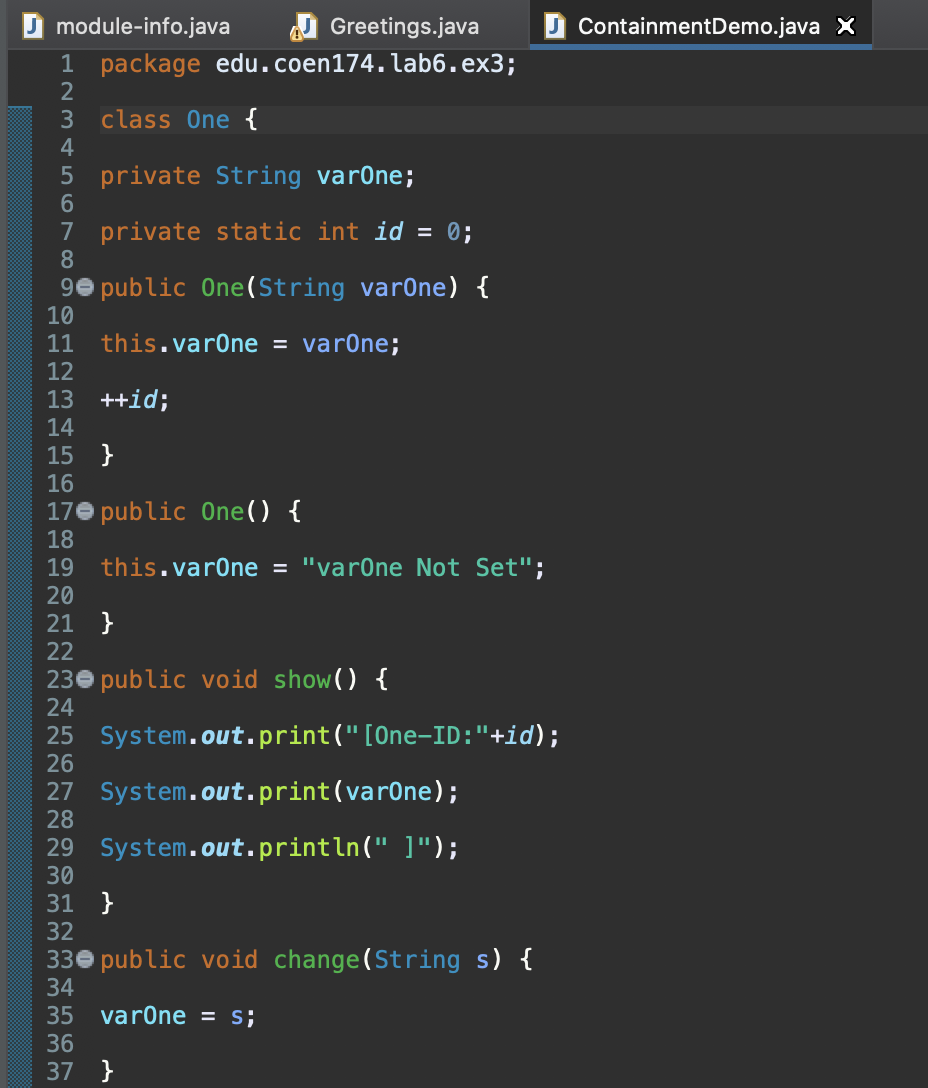 module-info.java Greetings.java ContainmentDemo.java
1 package edu.coen174.lab6.ex3;
2
3 class One {
4
5 private String varOne;
6
7 private static int id = 0;
8
9 public One(String varOne) {
10
11 this.varOne = varOne;
12
13 ++id;
14
15 }
16
17 public One() {
18
19 this.varOne = "varOne Not Set";
20
21 }
22
23 public void show() {
24
25 System.out.print("[One-ID:"+id);
26
27 System.out.print(varOne);
28
29 System.out.println(" ]");
30
31 }
32
33 public void change(String s) {
34
35 varOne = s;
36
37 }